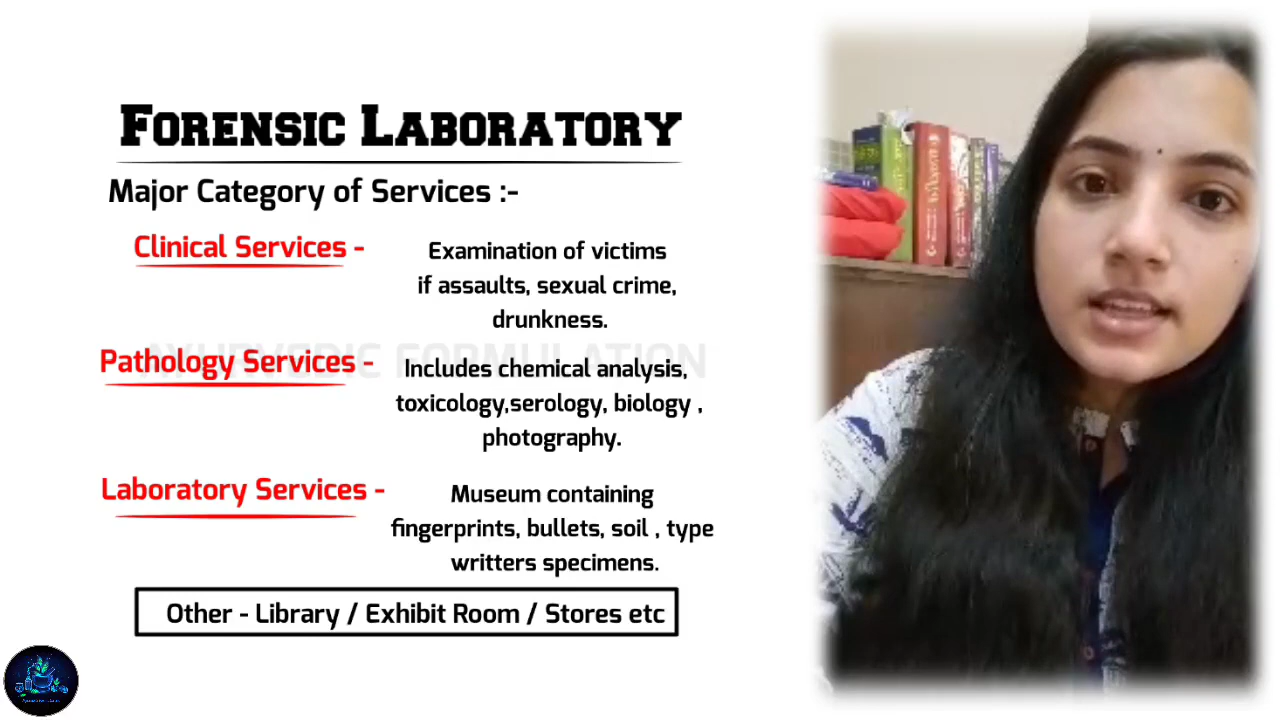 FORENSIC LABORATORY
Major Category of Services :-
Clinical Services -
Examination of victims
if assaults, sexual crime,
drunkness.
AYURVEDIC FORMULATION
Pathology Services -
Includes chemical analysis,
toxicology,serology, biology ,
photography.
Laboratory Services -
Museum containing
fingerprints, bullets, soil , type
writters specimens.
Other - Library / Exhibit Room / Stores etc